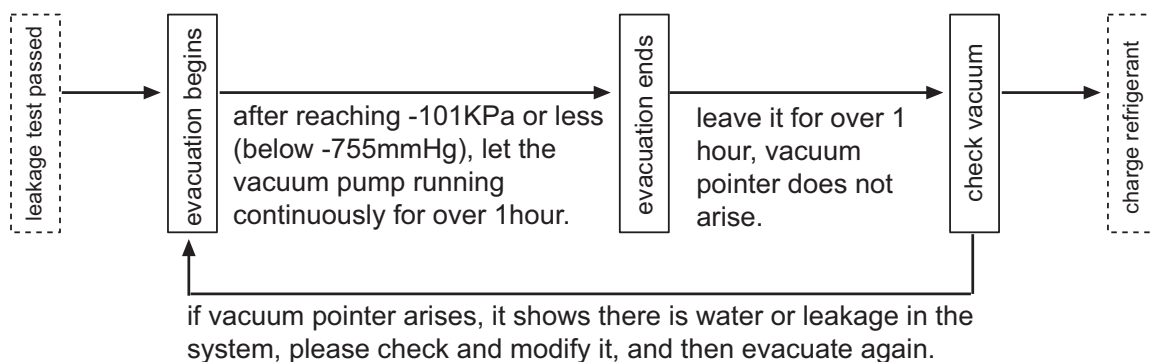 leakage test passed
evacuation begins
after reaching -101KPa or less
(below -755mmHg), let the
vacuum pump running
continuously for over 1hour.
evacuation ends
leave it for over 1
hour, vacuum
pointer does not
arise.
check vacuum
charge refrigerant
if vacuum pointer arises, it shows there is water or leakage in the
system, please check and modify it, and then evacuate again.